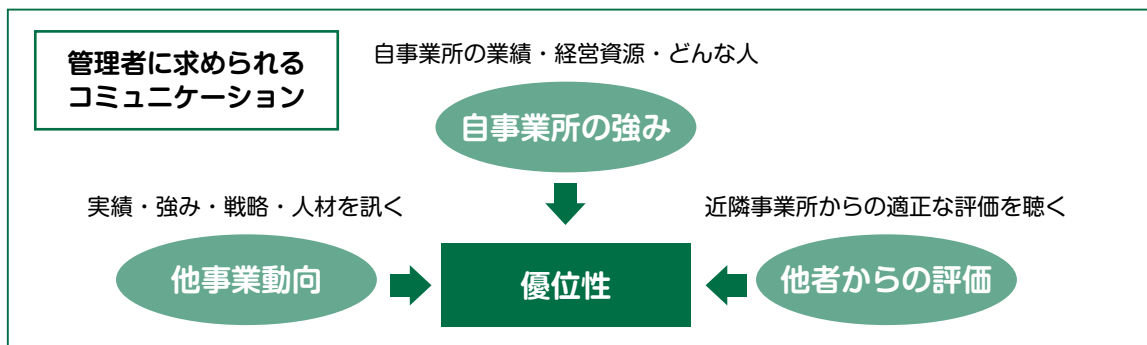 管理者に求められる
コミュニケーション
自事業所の業績・経営資源・どんな人
自事業所の強み
実績・強み・戦略・人材を訊く
近隣事業所からの適正な評価を聴く
他事業動向
優位性
他者からの評価